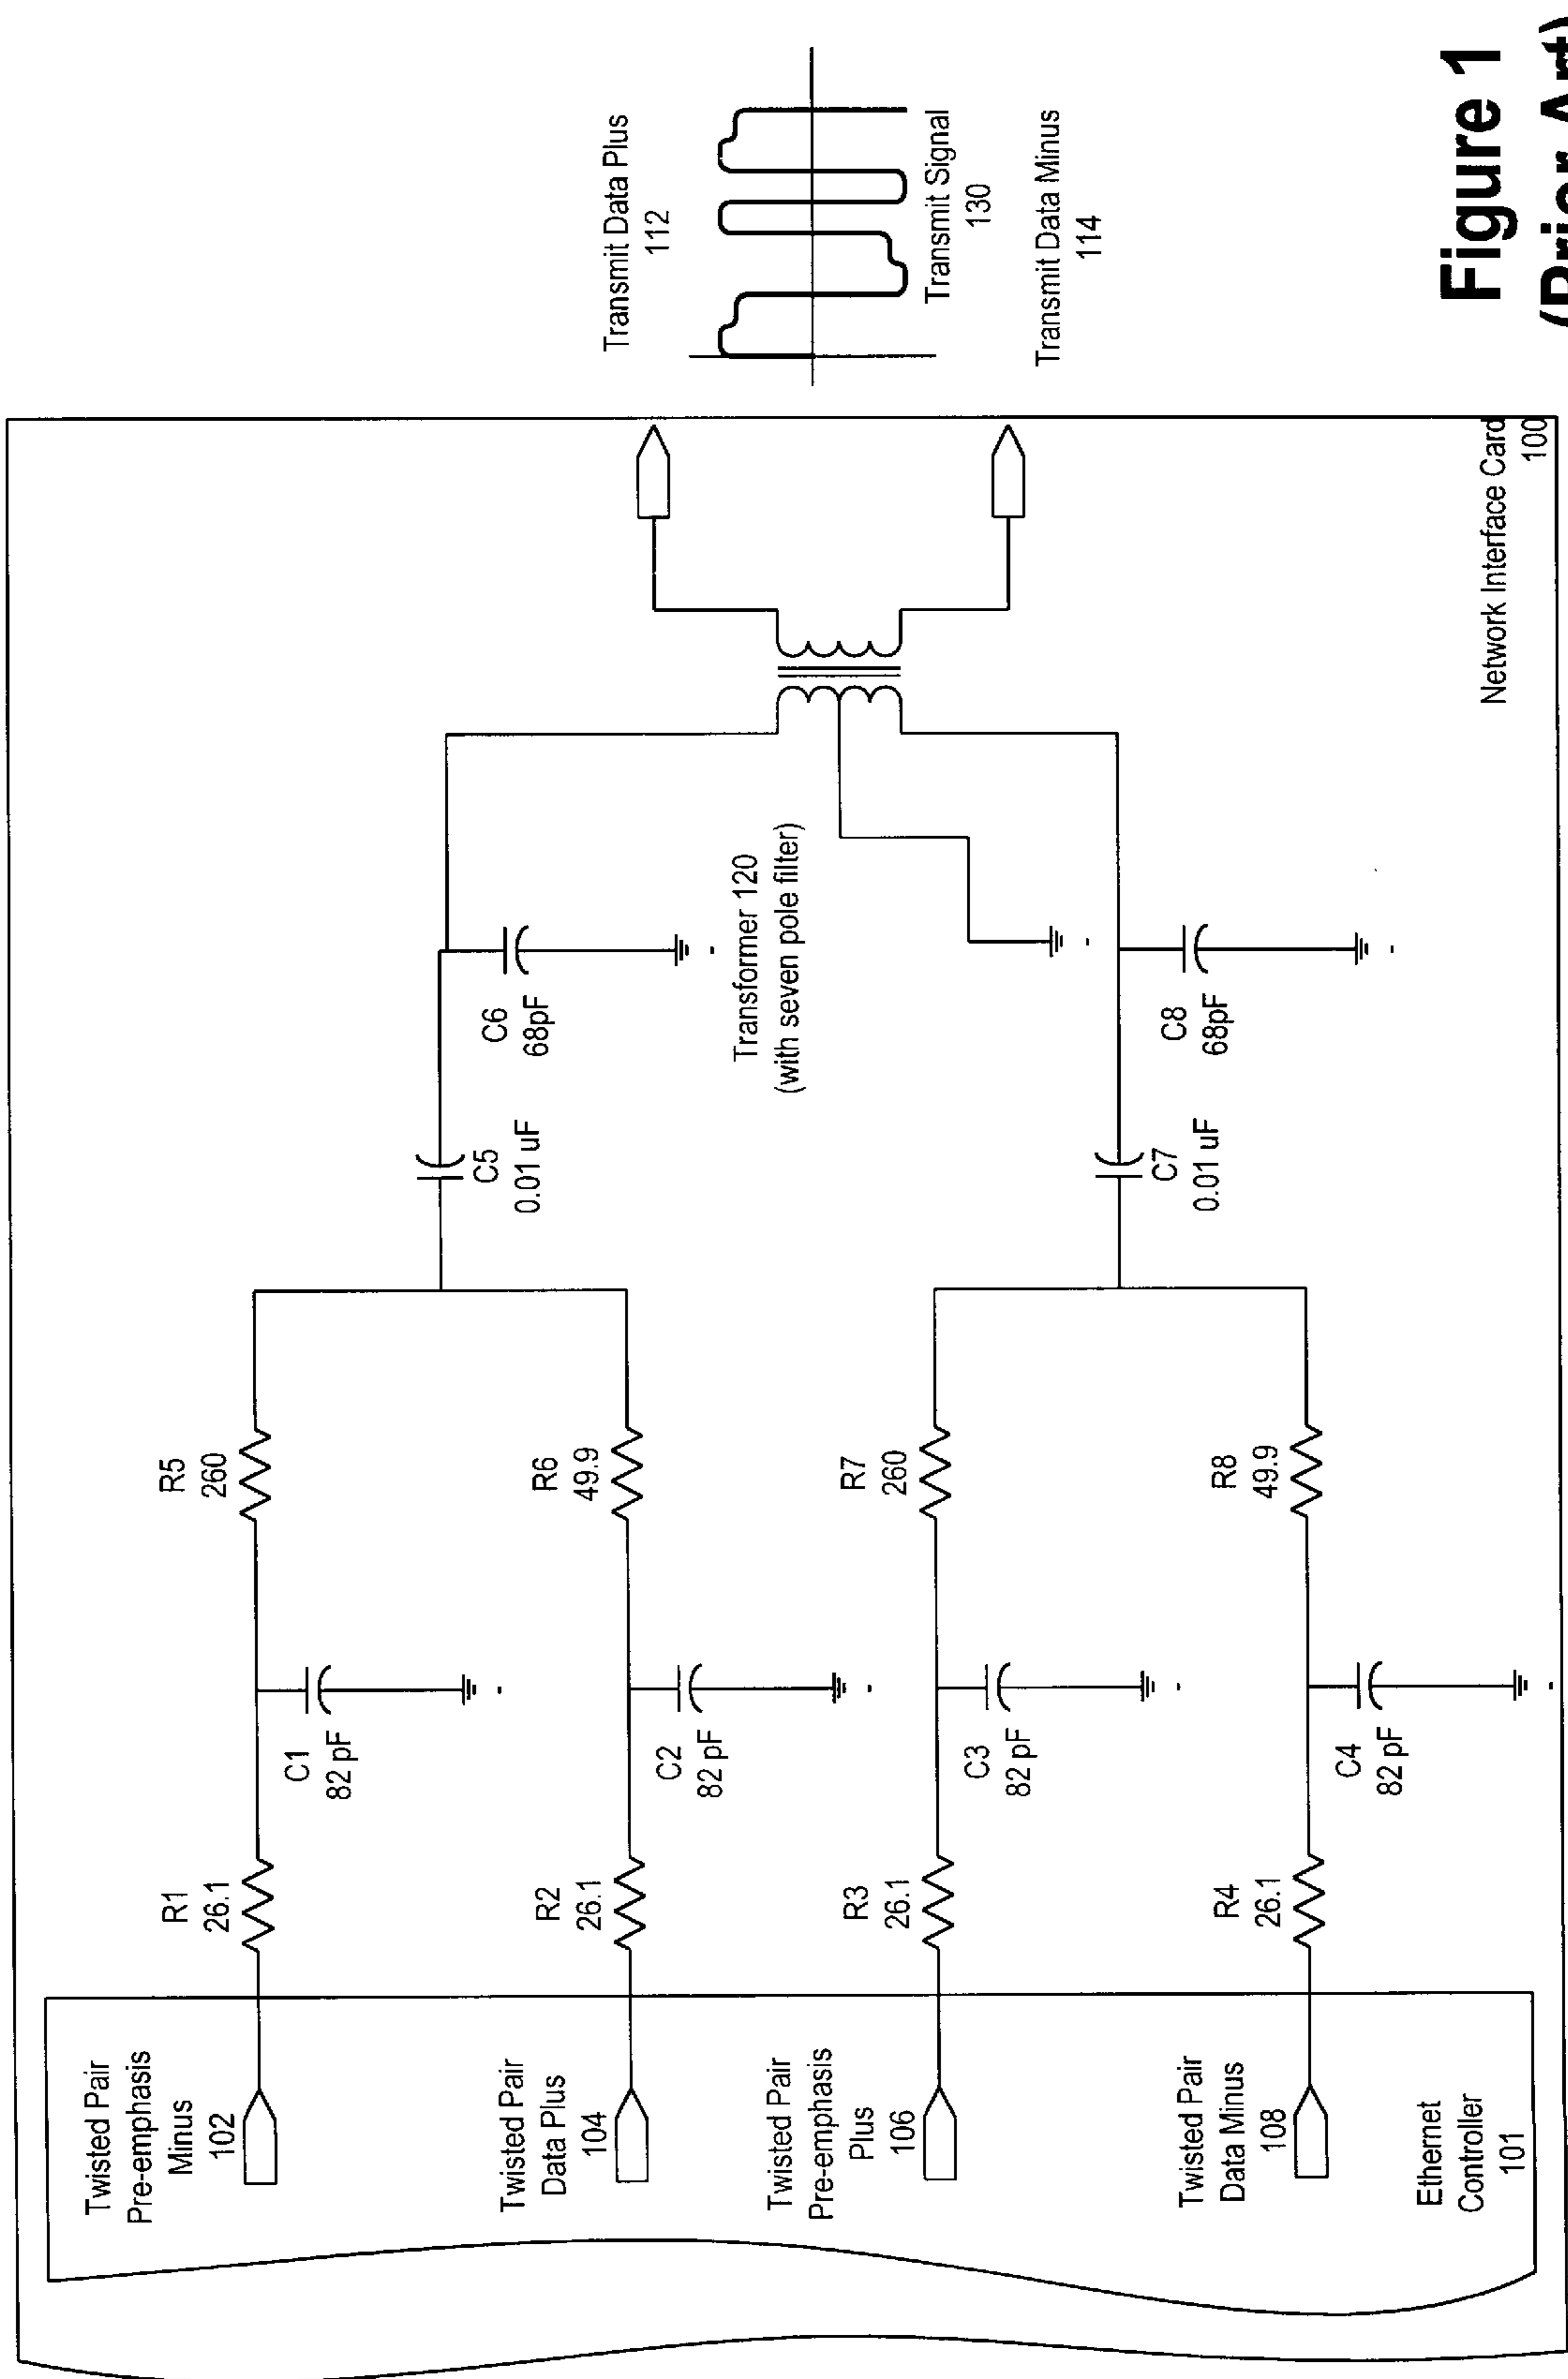 Twisted Pair
Pre-emphasis
Minus
102
R1
26.1
C1
82 pF
R5
260
Twisted Pair
Data Plus
104
R2
26.1
C2
82 pF
R6
49.9
C5
0.01 uF
C6
68pF
Transformer 120
(with seven pole filter)
Twisted Pair
Pre-emphasis
Plus
106
R3
26.1
C3
82 pF
R7
260
Twisted Pair
Data Minus
108
R4
26.1
C4
82 pF
R8
49.9
C7
0.01 uF
C8
68pF
Ethernet
Controller
101
Network Interface Card
100
Transmit Data Plus
112
Transmit Signal
130
Transmit Data Minus
114
Figure 1
(Prior Art)